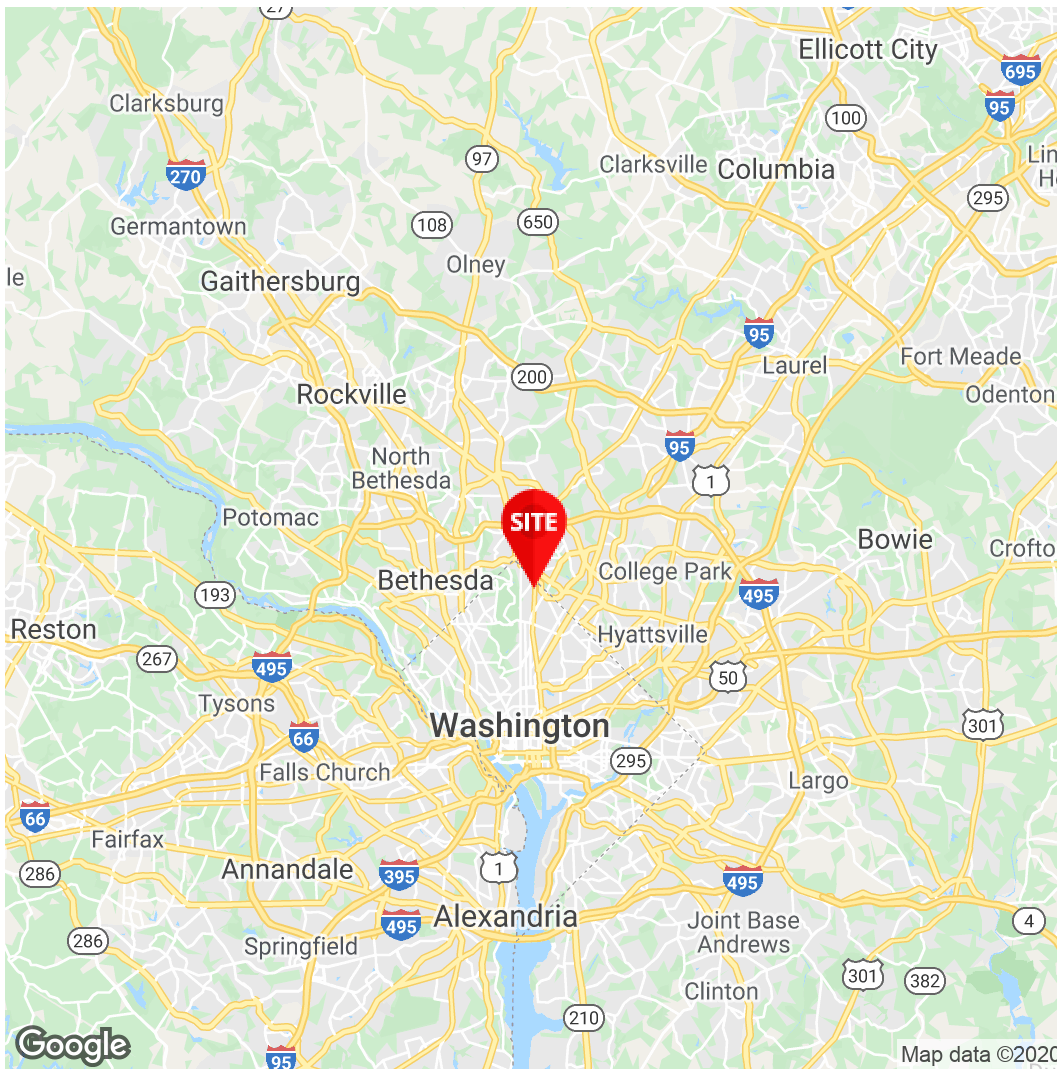 27
Ellicott City
695
95
Clarksburg
100
97
Clarksville
Columbia
270
295
Germantown
108
650
Olney
le
Gaithersburg
95
Laurel
Fort Meade
200
Odenton
Rockville
95
North
Bethesda
1
Potomac
SITE
Bowie
Crofto
Bethesda
College Park
193
495
Reston
Hyattsville
267
495
50
Tysons
Washington
301
66
295
Falls Church
Largo
66
Fairfax
Annandale
395
1
495
286
Alexandria
495
Joint Base
Andrews
4
286
Springfield
301
382
Clinton
210
Google
95
Map data ©2020